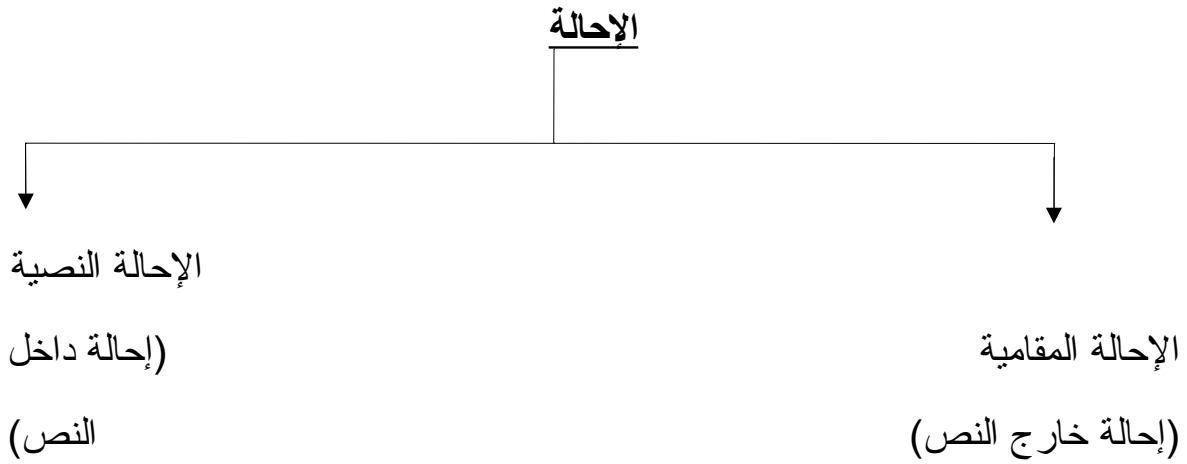 الإحالة
الإحالة النصية
(إحالة داخل
النص)
الإحالة المقامية
(إحالة خارج النص)